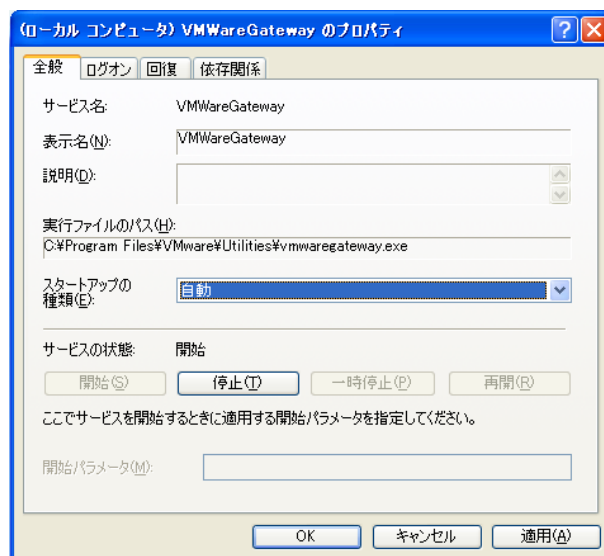 (ローカル コンピュータ) VMWareGateway のプロパティ
全般 ログオン 回復 依存関係
サービス名: VMWareGateway
表示名(N): VMWareGateway
説明(D):
実行ファイルのパス(H):
C:¥Program Files¥VMware¥Utilities¥vmwaregateway.exe
スタートアップの
種類(E): 自動
サービスの状態: 開始
開始(S) 停止(T) 一時停止(P) 再開(R)
ここでサービスを開始するときに適用する開始パラメータを指定してください。
開始パラメータ(M):
OK キャンセル 適用(A)